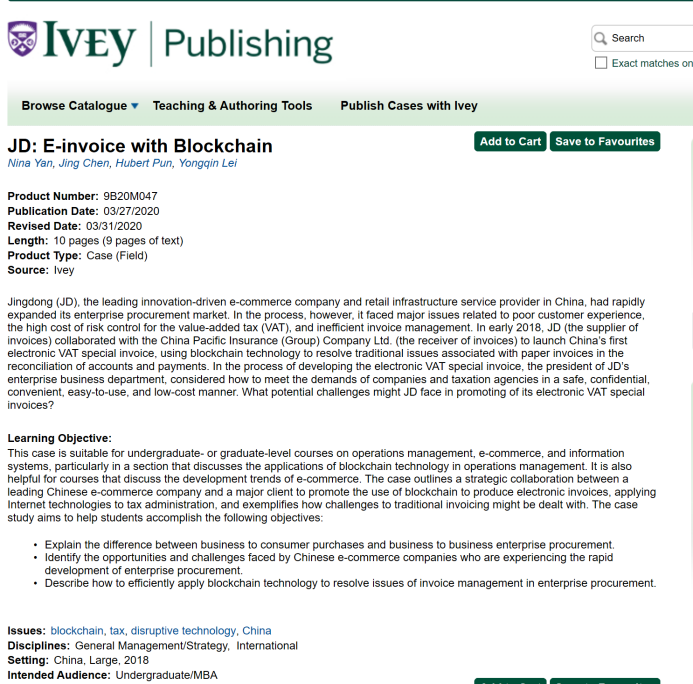 IVEY Publishing
Search
Exact matches on
Browse Catalogue ▼ Teaching & Authoring Tools Publish Cases with Ivey
JD: E-invoice with Blockchain
Add to Cart Save to Favourites
Nina Yan, Jing Chen, Hubert Pun, Yongqin Lei
Product Number: 9B20M047
Publication Date: 03/27/2020
Revised Date: 03/31/2020
Length: 10 pages (9 pages of text)
Product Type: Case (Field)
Source: Ivey
Jingdong (JD), the leading innovation-driven e-commerce company and retail infrastructure service provider in China, had rapidly
expanded its enterprise procurement market. In the process, however, it faced major issues related to poor customer experience,
the high cost of risk control for the value-added tax (VAT), and inefficient invoice management. In early 2018, JD (the supplier of
invoices) collaborated with the China Pacific Insurance (Group) Company Ltd. (the receiver of invoices) to launch China's first
electronic VAT special invoice, using blockchain technology to resolve traditional issues associated with paper invoices in the
reconciliation of accounts and payments. In the process of developing the electronic VAT special invoice, the president of JD's
enterprise business department, considered how to meet the demands of companies and taxation agencies in a safe, confidential,
convenient, easy-to-use, and low-cost manner. What potential challenges might JD face in promoting of its electronic VAT special
invoices?
Learning Objective:
This case is suitable for undergraduate- or graduate-level courses on operations management, e-commerce, and information
systems, particularly in a section that discusses the applications of blockchain technology in operations management. It is also
helpful for courses that discuss the development trends of e-commerce. The case outlines a strategic collaboration between a
leading Chinese e-commerce company and a major client to promote the use of blockchain to produce electronic invoices, applying
Internet technologies to tax administration, and exemplifies how challenges to traditional invoicing might be dealt with. The case
study aims to help students accomplish the following objectives:
• Explain the difference between business to consumer purchases and business to business enterprise procurement.
• Identify the opportunities and challenges faced by Chinese e-commerce companies who are experiencing the rapid
development of enterprise procurement.
• Describe how to efficiently apply blockchain technology to resolve issues of invoice management in enterprise procurement.
Issues: blockchain, tax, disruptive technology, China
Disciplines: General Management/Strategy, International
Setting: China, Large, 2018
Intended Audience: Undergraduate/MBA